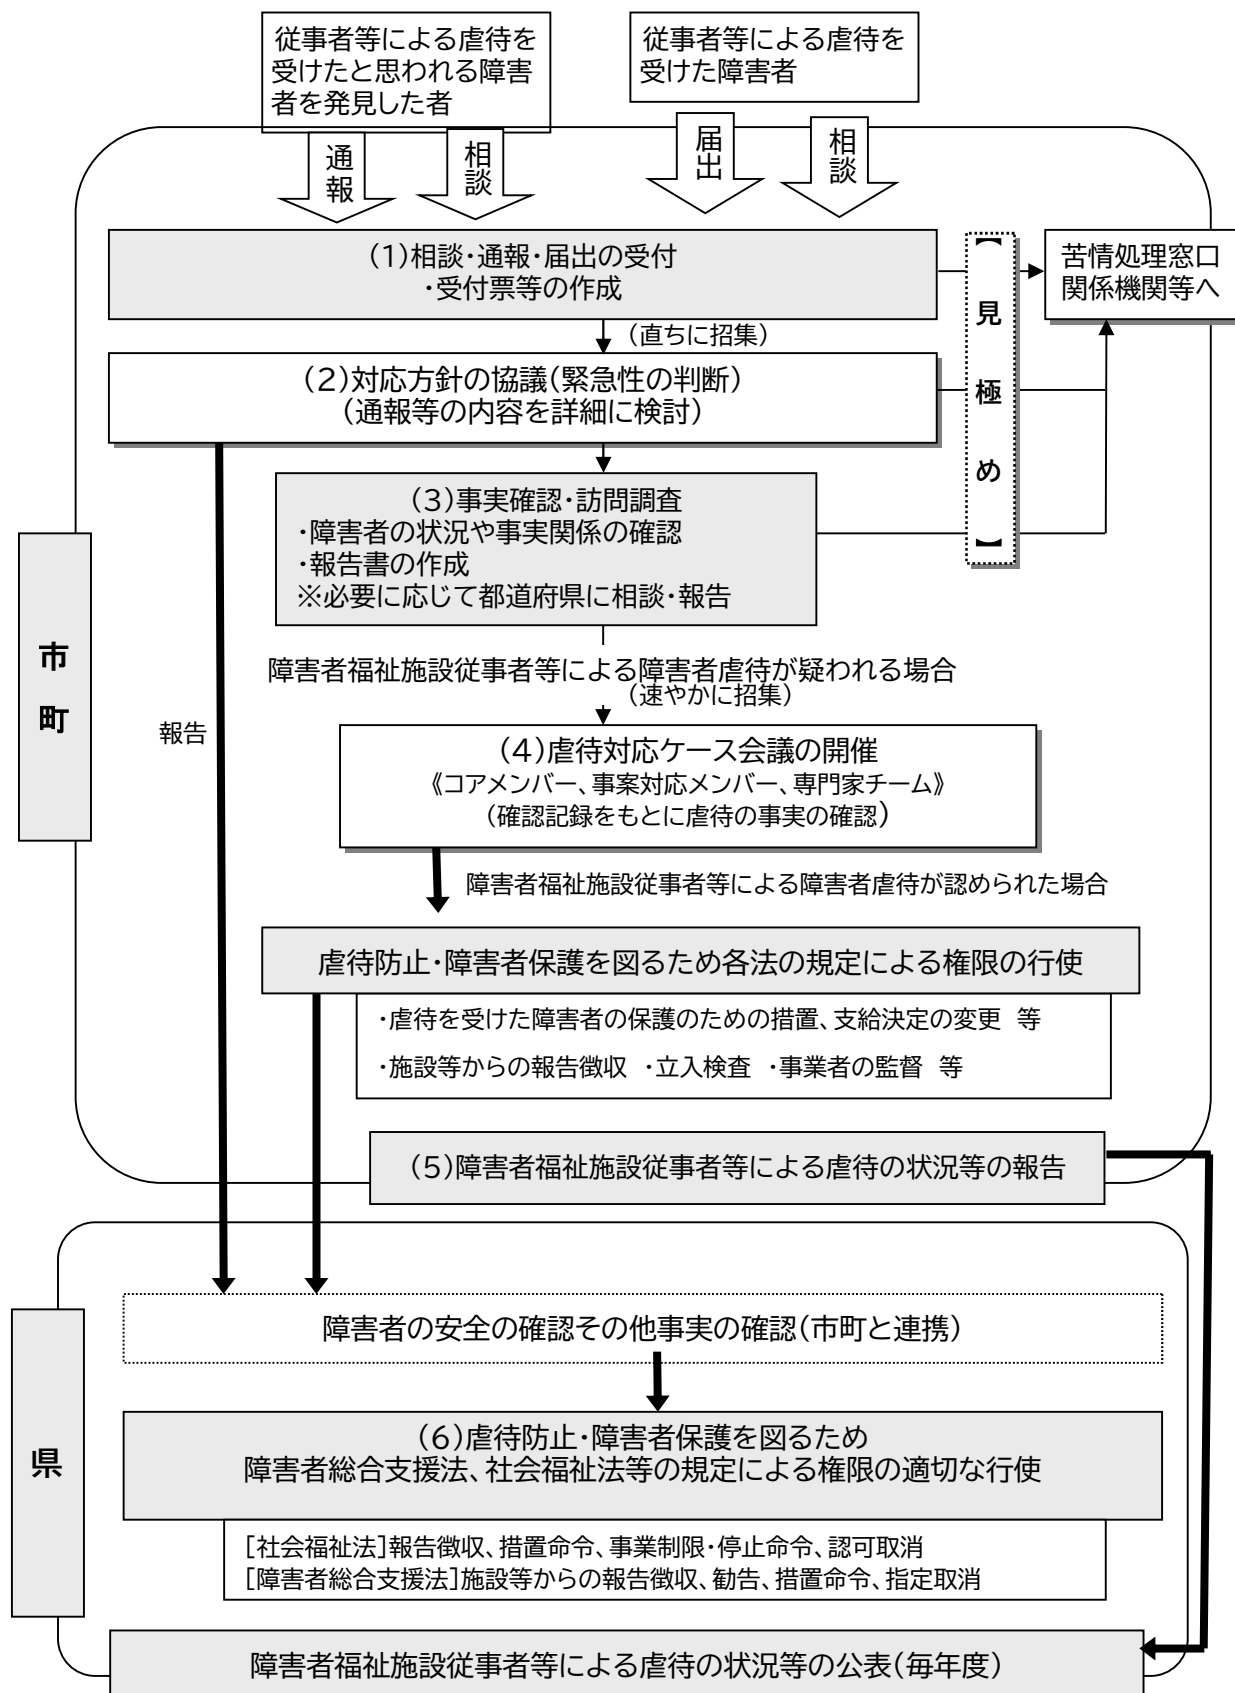 従事者等による虐待を
受けたと思われる障害
者を発見した者
従事者等による虐待を
受けた障害者
通報
相談
届出
相談
(1)相談・通報・届出の受付
・受付票等の作成
【見極め】
苦情処理窓口
関係機関等へ
(直ちに招集)
(2)対応方針の協議(緊急性の判断)
(通報等の内容を詳細に検討)
(3)事実確認・訪問調査
・障害者の状況や事実関係の確認
・報告書の作成
※必要に応じて都道府県に相談・報告
市町
障害者福祉施設従事者等による障害者虐待が疑われる場合
(速やかに招集)
報告
(4)虐待対応ケース会議の開催
《コアメンバー、事案対応メンバー、専門家チーム》
(確認記録をもとに虐待の事実の確認)
障害者福祉施設従事者等による障害者虐待が認められた場合
虐待防止・障害者保護を図るため各法の規定による権限の行使
・虐待を受けた障害者の保護のための措置、支給決定の変更 等
・施設等からの報告徴収 ・立入検査 ・事業者の監督 等
(5)障害者福祉施設従事者等による虐待の状況等の報告
障害者の安全の確認その他事実の確認(市町と連携)
県
(6)虐待防止・障害者保護を図るため
障害者総合支援法、社会福祉法等の規定による権限の適切な行使
[社会福祉法]報告徴収、措置命令、事業制限・停止命令、認可取消
[障害者総合支援法]施設等からの報告徴収、勧告、措置命令、指定取消
障害者福祉施設従事者等による虐待の状況等の公表(毎年度)